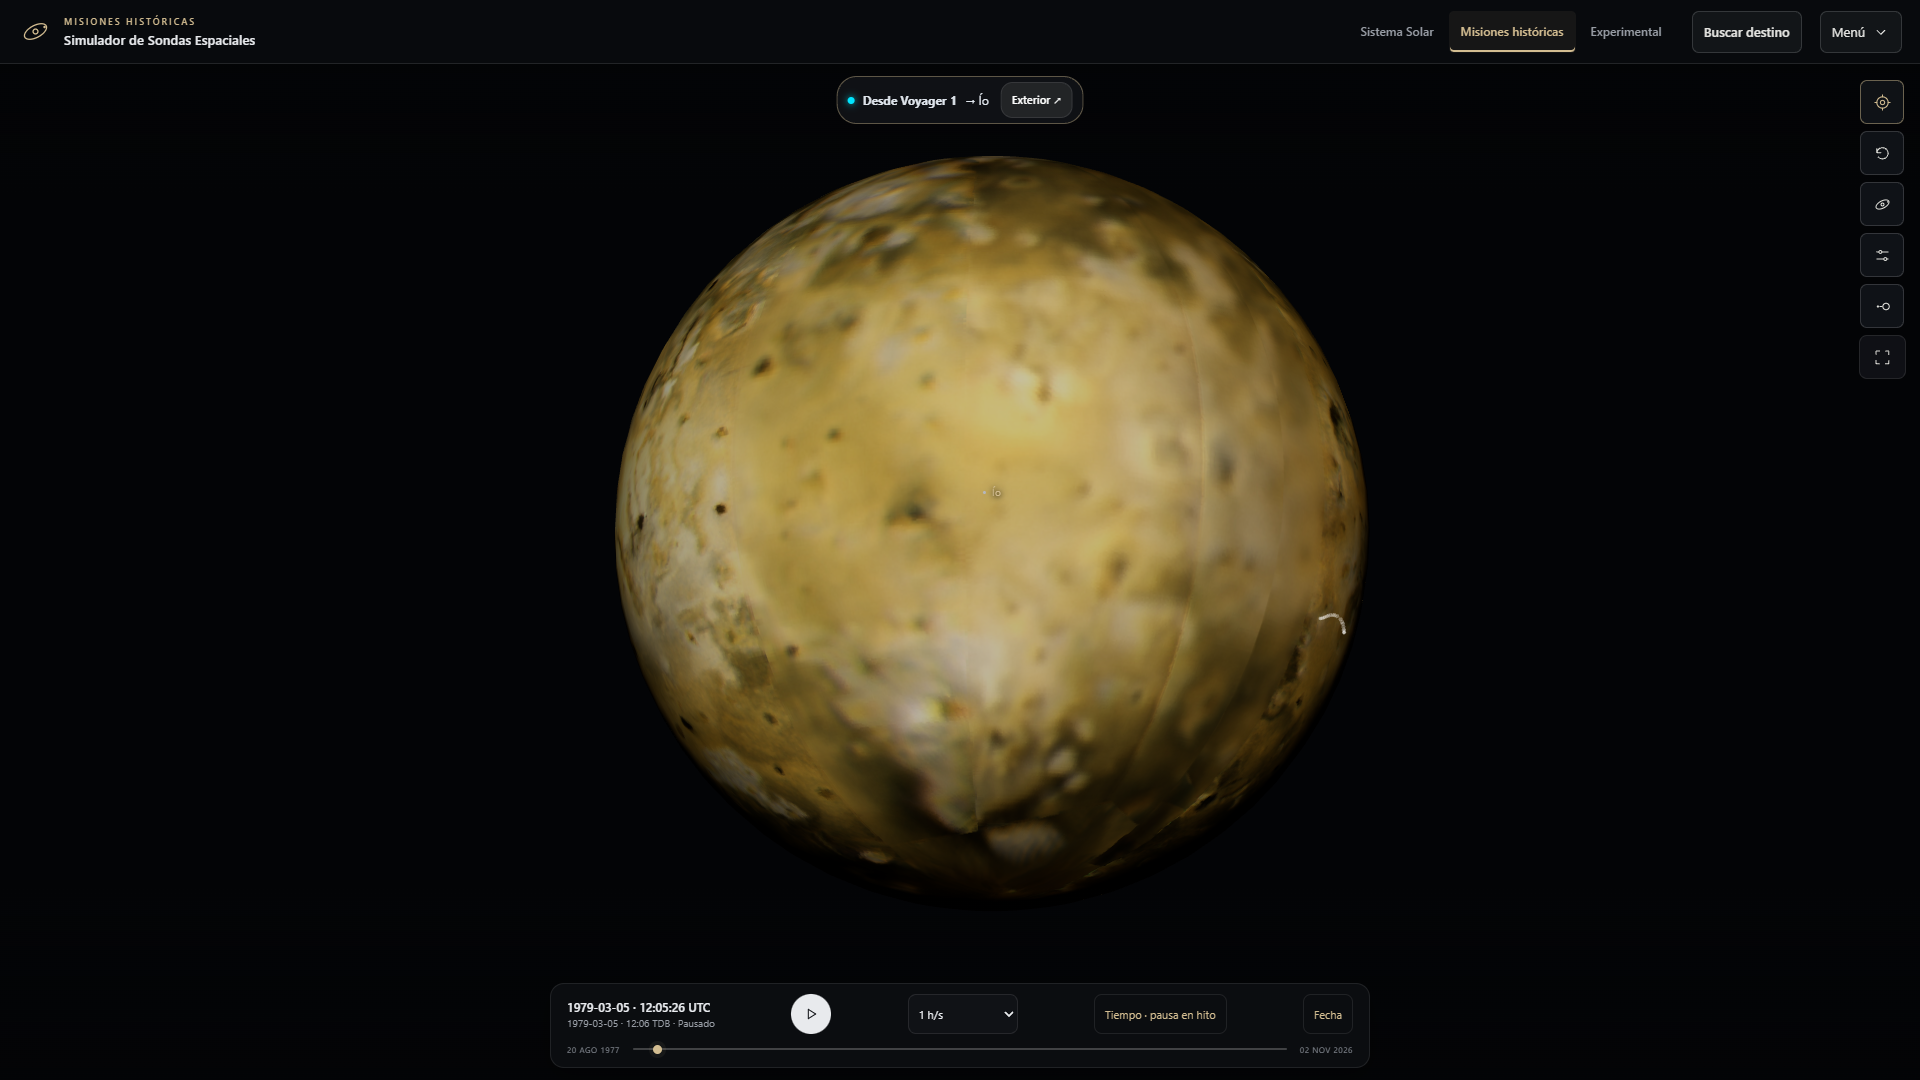 MISIONES HISTÓRICAS
Simulador de Sondas Espaciales
Sistema Solar
Misiones históricas
Experimental
Buscar destino
Menú
Desde Voyager 1 → Ío
Exterior ↗
Ío
1979-03-05 · 12:05:26 UTC
1979-03-05 · 12:06 TDB · Pausado
1 h/s
Tiempo · pausa en hito
Fecha
20 AGO 1977
02 NOV 2026